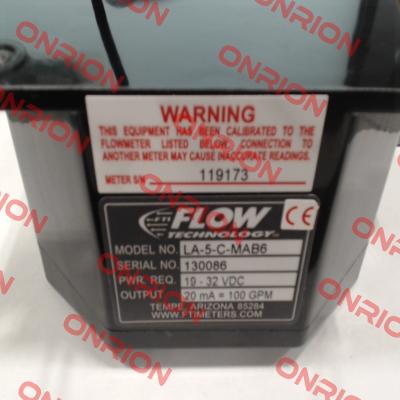 WARNING
THIS EQUIPMENT HAS BEEN CALIBRATED TO THE
FLOWMETER LISTED BELOW. CONNECTION TO
ANOTHER METER MAY CAUSE INACCURATE READINGS.
METER S/N 119173
FTI FLOW CE
TECHNOLOGY
MODEL NO. LA-5-C-MAB6
SERIAL NO. 130086
PWR. REQ. 19 - 32 VDC
OUTPUT 20 mA = 100 GPM
TEMPE, ARIZONA 85284
WWW.FTIMETERS.COM
ONRION
ONRION
ONRION
ONRION
ONRION
ONRION
ONRION
ONRION
ONRION